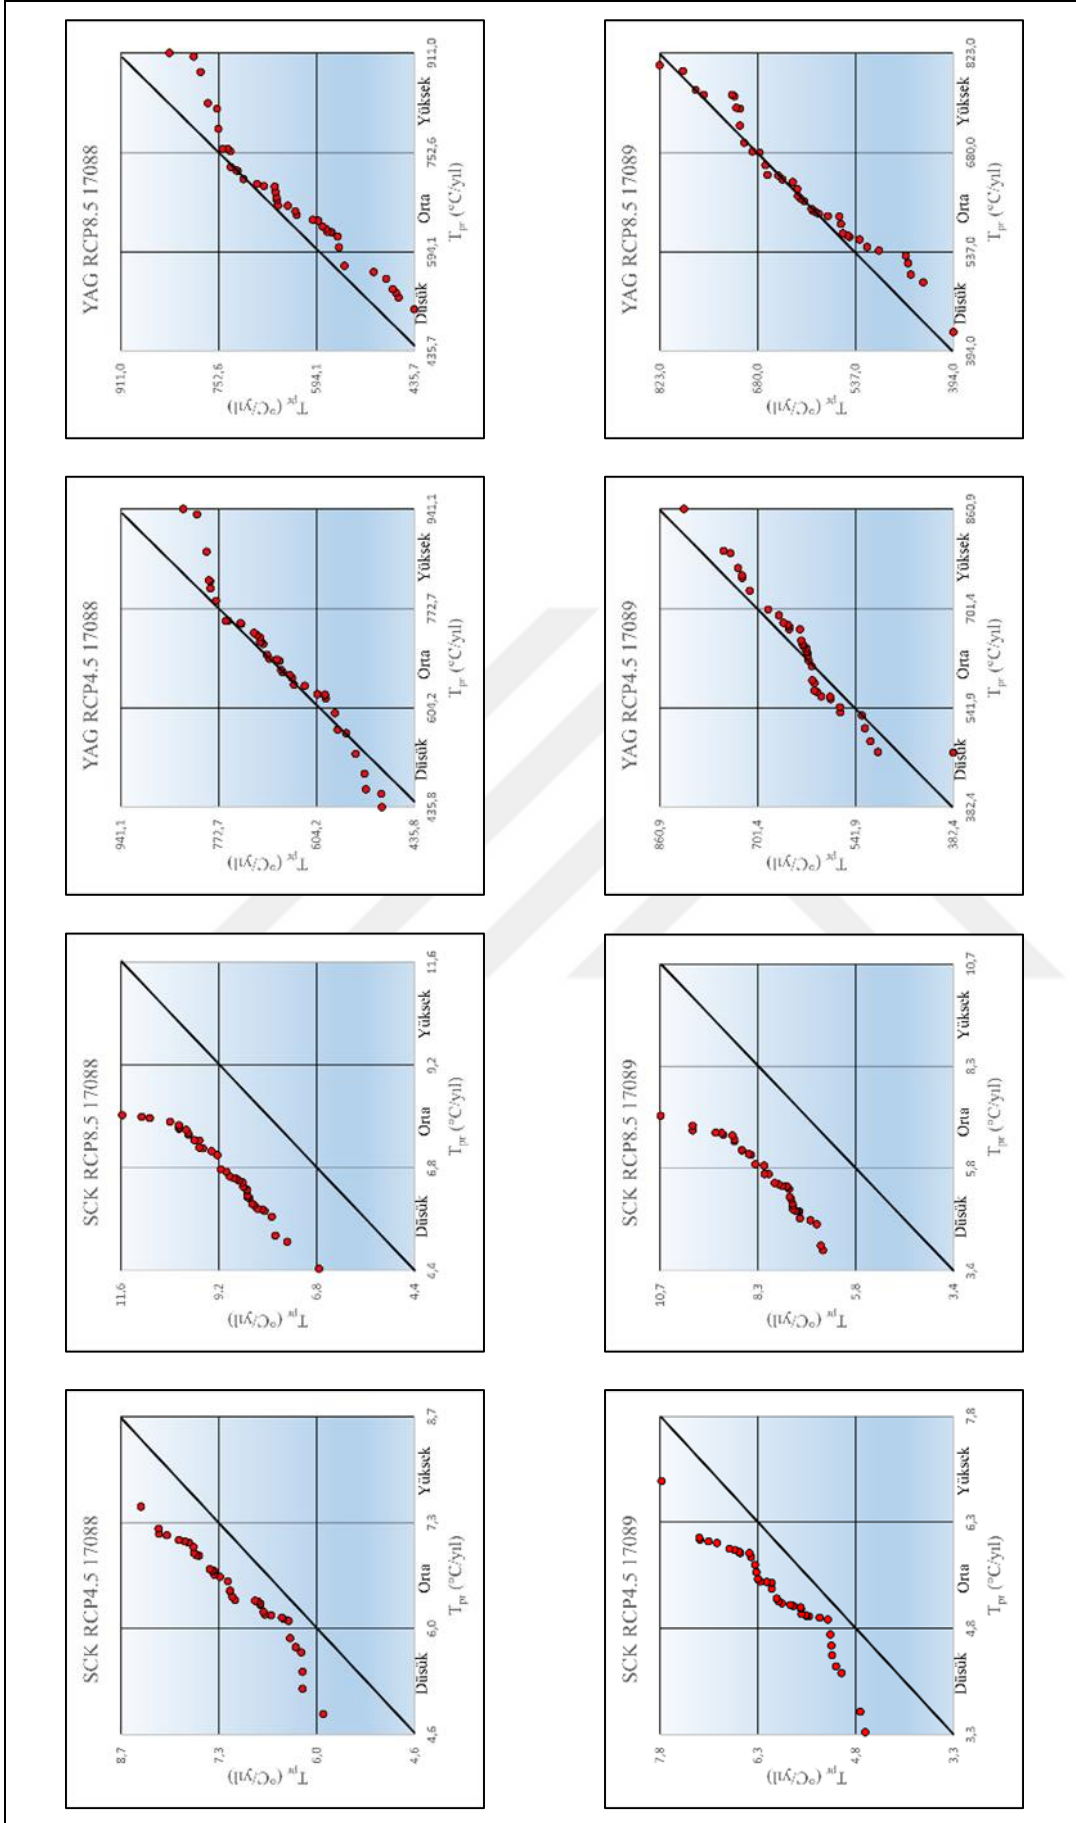 SCK RCP4.5 17088
8,7
7,3
6,0
4,6
Tpr (°C/yıl)
Düsük Orta Yüksek
4,6 6,0 7,3 8,7
Tpr (°C/yıl)
SCK RCP8.5 17088
11,6
9,2
6,8
4,4
Tpr (°C/yıl)
Düsük Orta Yüksek
4,4 6,8 9,2 11,6
Tpr (°C/yıl)
YAG RCP4.5 17088
941,1
772,7
604,2
435,8
Tpr (°C/yıl)
Düsük Orta Yüksek
435,8 604,2 772,7 941,1
Tpr (°C/yıl)
YAG RCP8.5 17088
911,0
752,6
594,1
435,7
Tpr (°C/yıl)
Düsük Orta Yüksek
435,7 594,1 752,6 911,0
Tpr (°C/yıl)
SCK RCP4.5 17089
7,8
6,3
4,8
3,3
Tpr (°C/yıl)
Düsük Orta Yüksek
3,3 4,8 6,3 7,8
Tpr (°C/yıl)
SCK RCP8.5 17089
10,7
8,3
5,8
3,4
Tpr (°C/yıl)
Düsük Orta Yüksek
3,4 5,8 8,3 10,7
Tpr (°C/yıl)
YAG RCP4.5 17089
860,9
701,4
541,9
382,4
Tpr (°C/yıl)
Düsük Orta Yüksek
382,4 541,9 701,4 860,9
Tpr (°C/yıl)
YAG RCP8.5 17089
823,0
680,0
537,0
394,0
Tpr (°C/yıl)
Düsük Orta Yüksek
394,0 537,0 680,0 823,0
Tpr (°C/yıl)